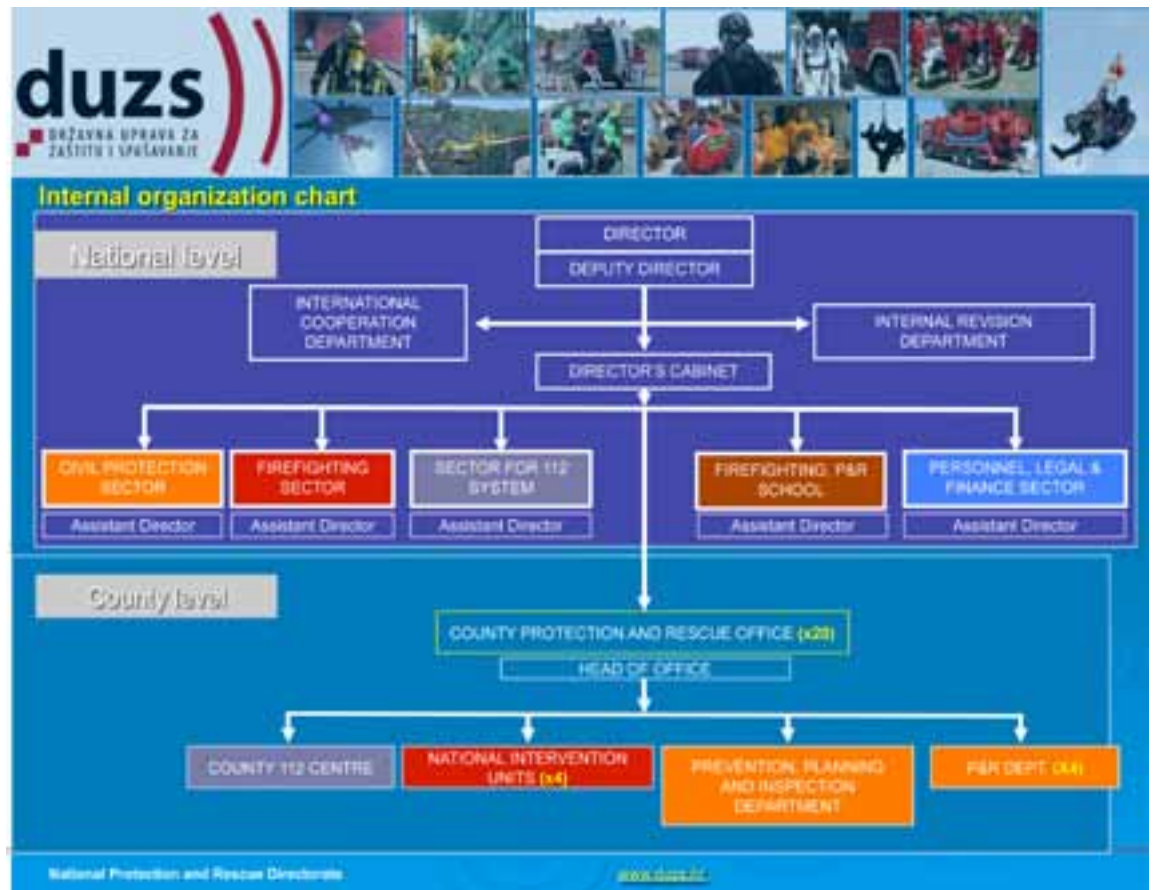 duzs
DRŽAVNA UPRAVA ZA
ZAŠTITU I SPAŠAVANJE
Internal organization chart
National level
DIRECTOR
DEPUTY DIRECTOR
INTERNATIONAL
COOPERATION
DEPARTMENT
INTERNAL REVISION
DEPARTMENT
DIRECTOR'S CABINET
CIVIL PROTECTION
SECTOR
Assistant Director
FIREFIGHTING
SECTOR
Assistant Director
SECTOR FOR 112
SYSTEM
Assistant Director
FIREFIGHTING, P&R
SCHOOL
Assistant Director
PERSONNEL, LEGAL &
FINANCE SECTOR
Assistant Director
County level
COUNTY PROTECTION AND RESCUE OFFICE (x20)
HEAD OF OFFICE
COUNTY 112 CENTRE
NATIONAL INTERVENTION
UNITS (x4)
PREVENTION, PLANNING
AND INSPECTION
DEPARTMENT
P&R DEPT. (X4)
National Protection and Rescue Directorate
www.duzs.hr